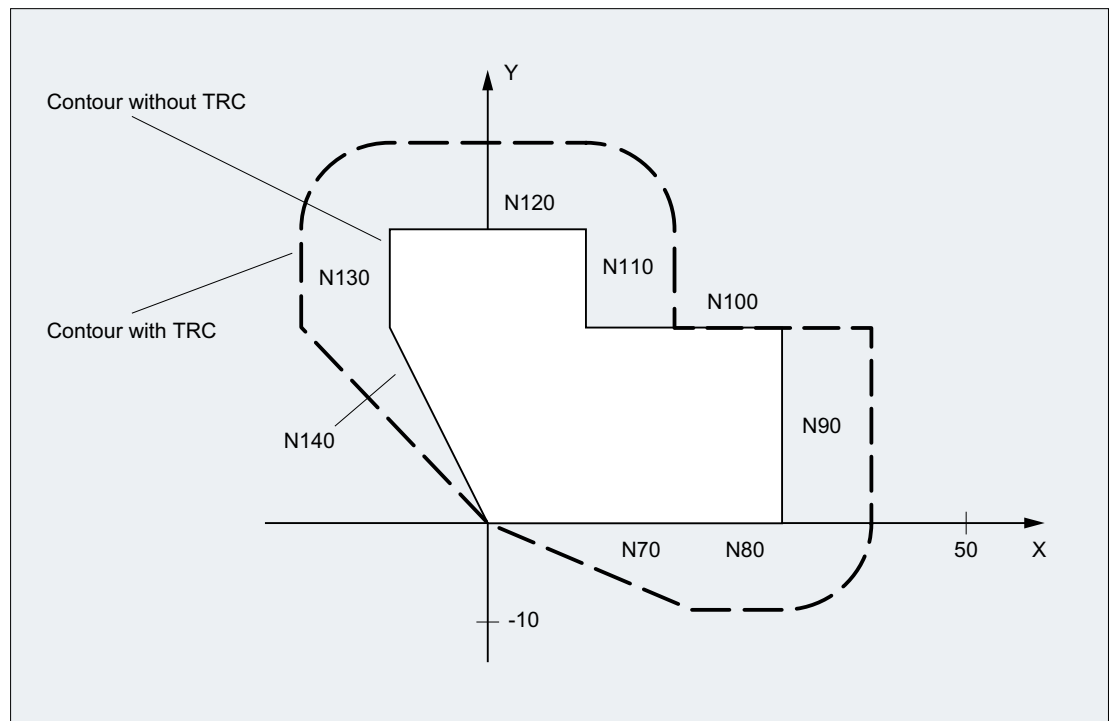 Y
Contour without TRC
N120
N110
N130
N100
Contour with TRC
N90
N140
N70
N80
50
X
-10